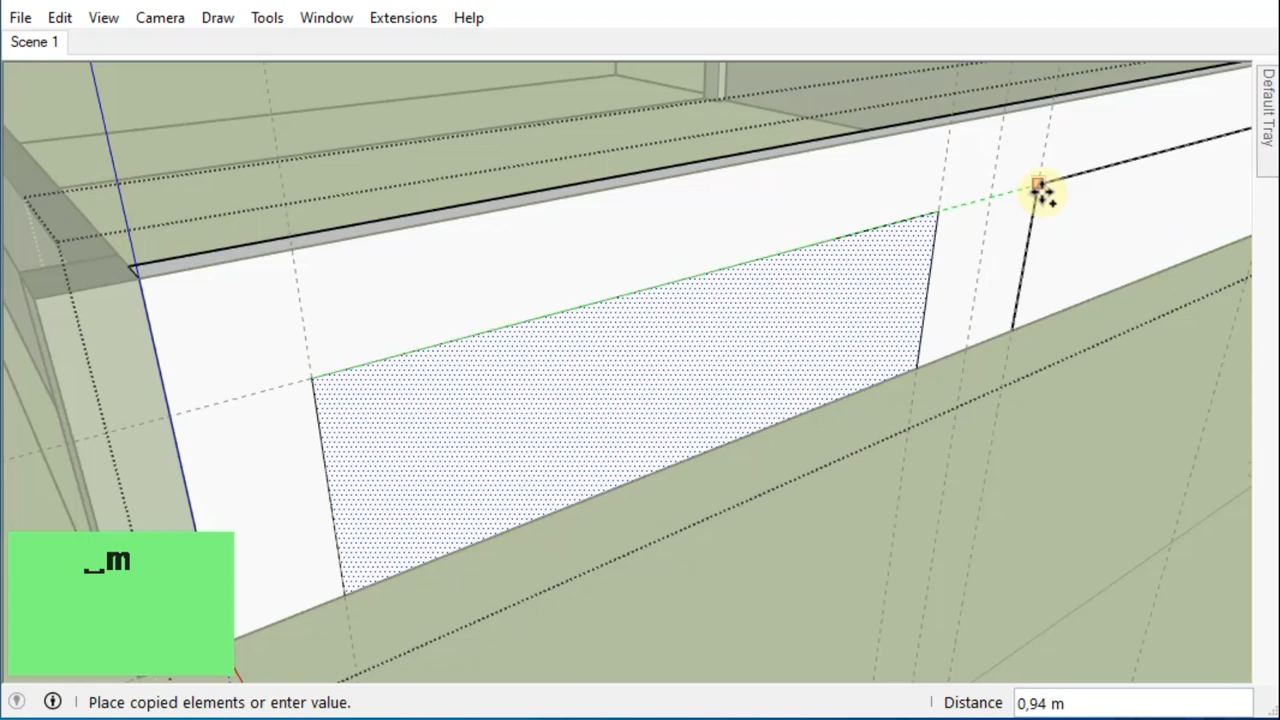 File Edit View Camera Draw Tools Window Extensions Help
Scene 1
Default Tray
_m
Place copied elements or enter value.
Distance 0,94 m